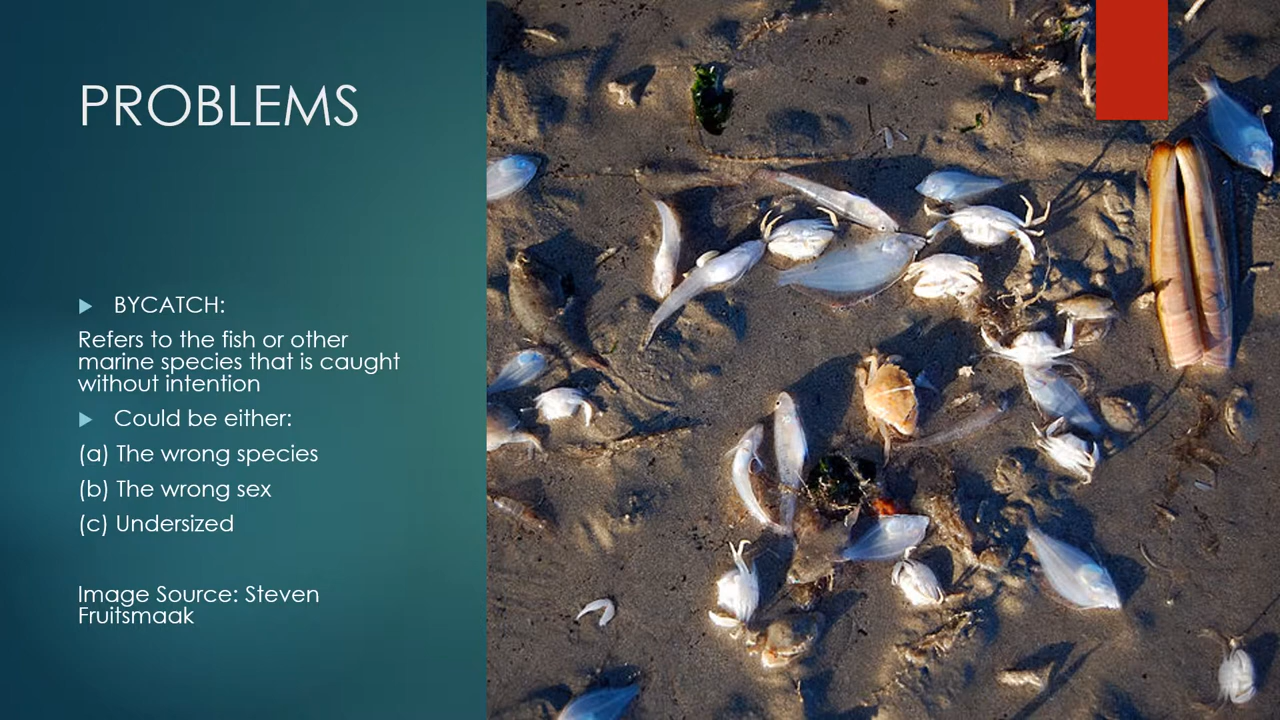 PROBLEMS
BYCATCH:
Refers to the fish or other
marine species that is caught
without intention
Could be either:
(a) The wrong species
(b) The wrong sex
(c) Undersized
Image Source: Steven
Fruitsmaak